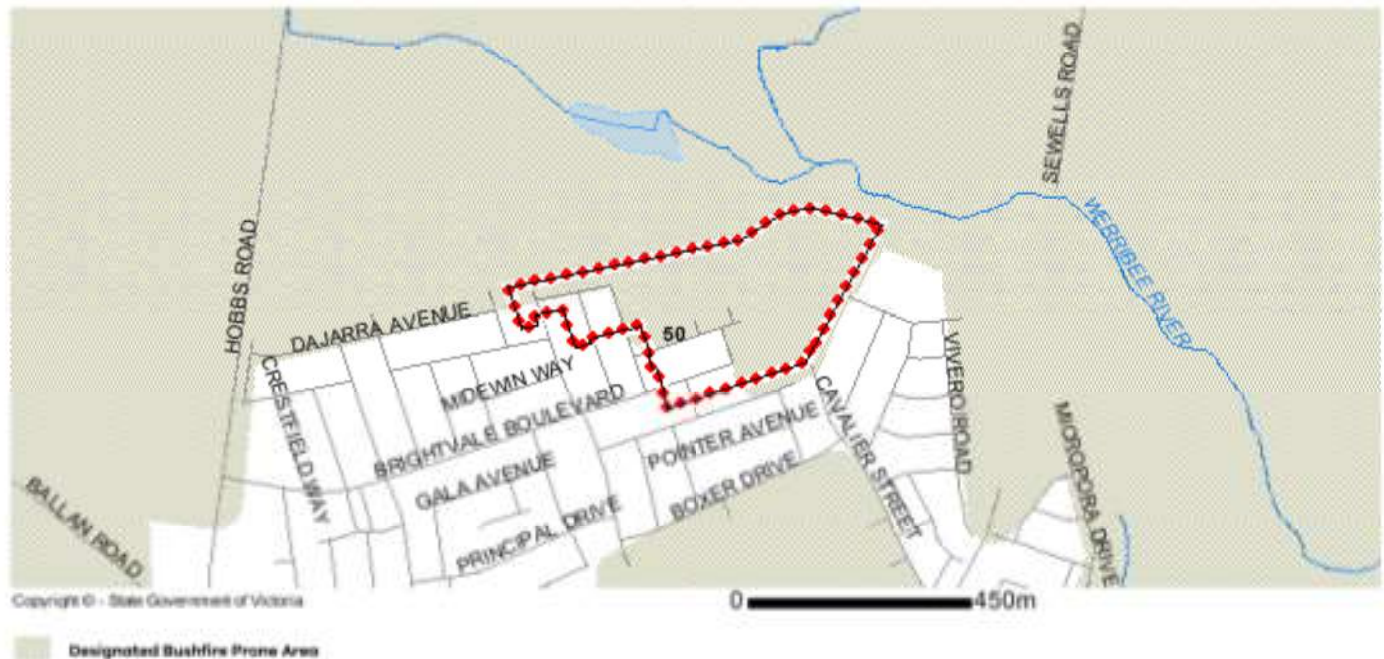 SEWELLS ROAD
HOBBS ROAD
WERRIBEE RIVER
DAJARRA AVENUE
50
CRESTFIELD WAY
MIDEWIN WAY
BRIGHTVALE BOULEVARD
GALA AVENUE
PRINCIPAL DRIVE
POINTER AVENUE
BOXER DRIVE
CAVALIER STREET
VIVERO ROAD
MICROPORA DRIVE
BALLAN ROAD
Copyright © - State Government of Victoria
0 450m
Designated Bushfire Prone Area